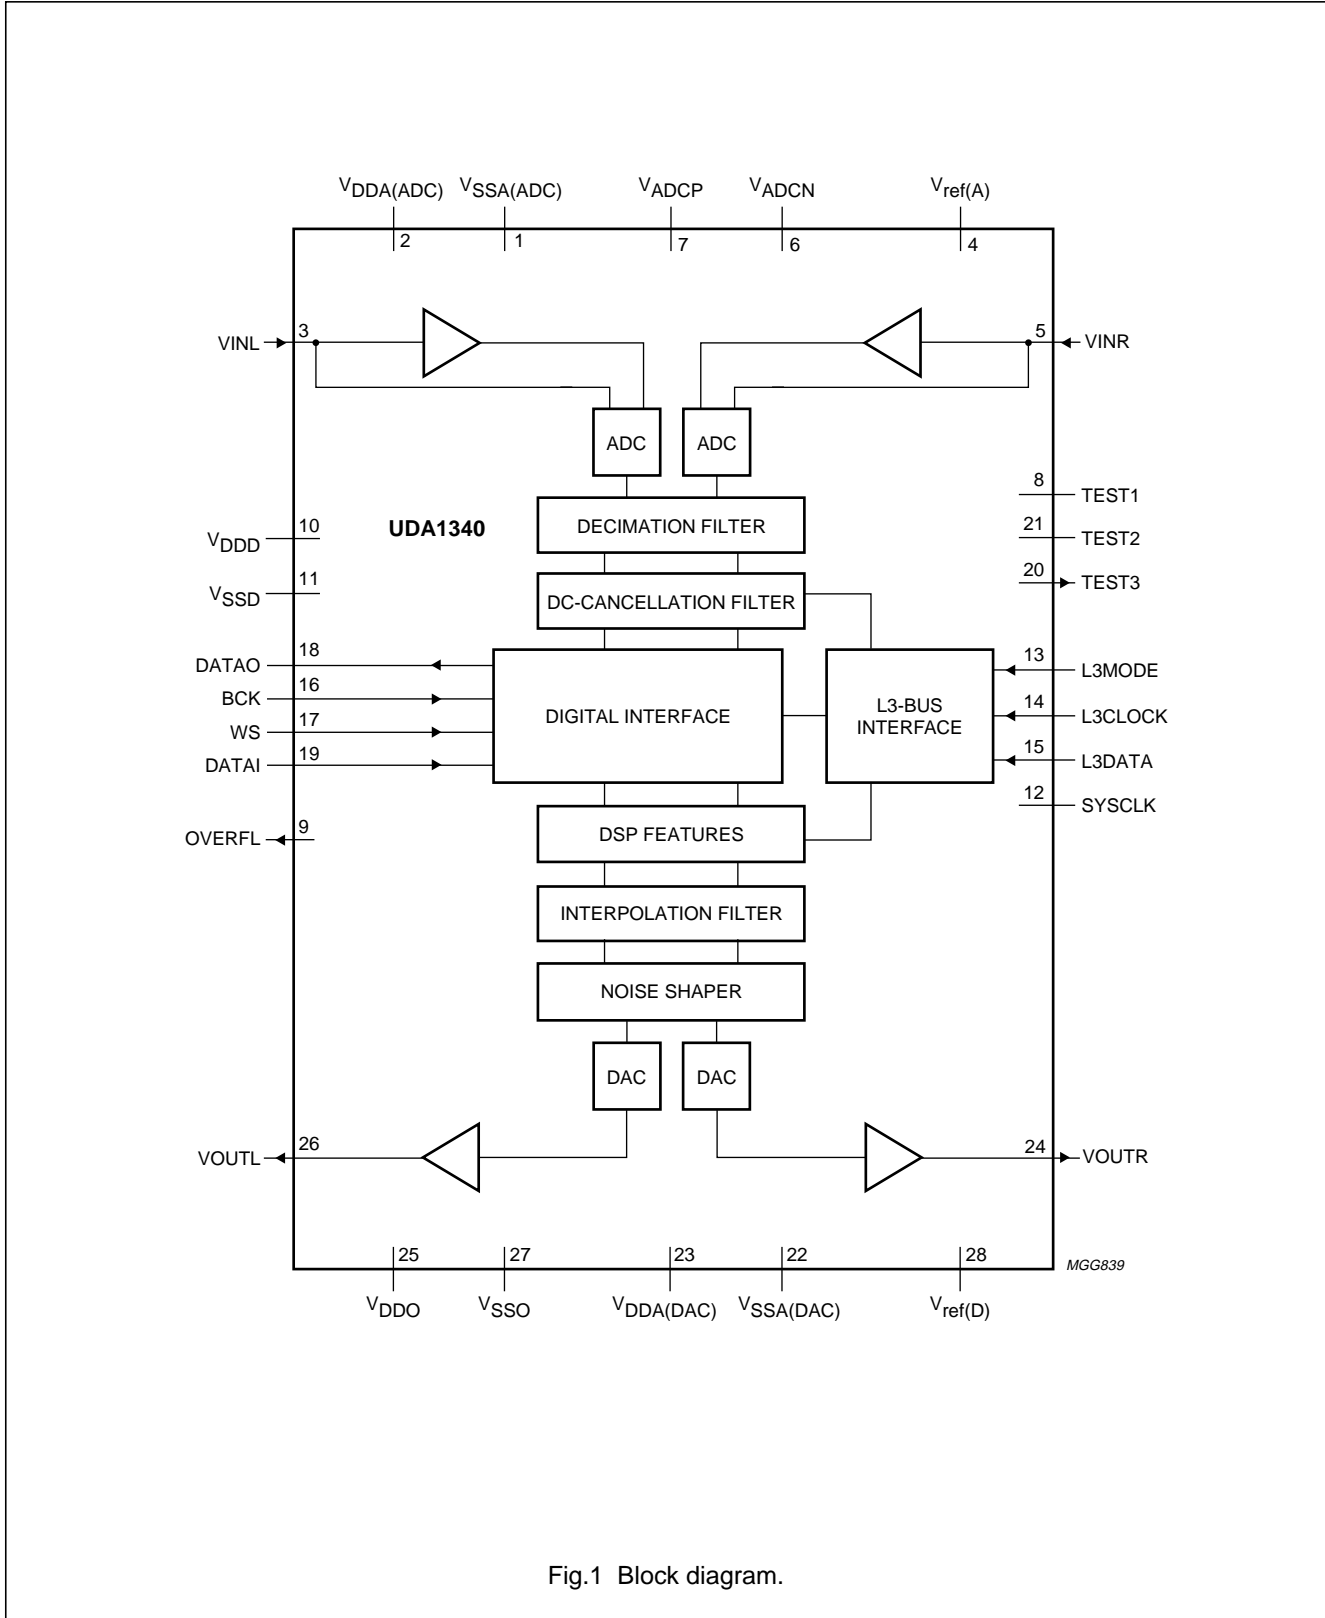 VDDA(ADC) VSSA(ADC) VADCP VADCN Vref(A)
2 1 7 6 4
VINL 3 5 VINR
ADC ADC
8 TEST1
10 UDA1340 DECIMATION FILTER 21 TEST2
VDDD
11 20 TEST3
VSSD DC-CANCELLATION FILTER
DATAO 18 13 L3MODE
BCK 16 14 L3CLOCK
WS 17 DIGITAL INTERFACE L3-BUS
INTERFACE
DATAI 19 15 L3DATA
12 SYSCLK
OVERFL 9 DSP FEATURES
INTERPOLATION FILTER
NOISE SHAPER
DAC DAC
VOUTL 26 24 VOUTR
25 27 23 22 28
MGG839
VDDO VSSO VDDA(DAC) VSSA(DAC) Vref(D)
Fig.1 Block diagram.